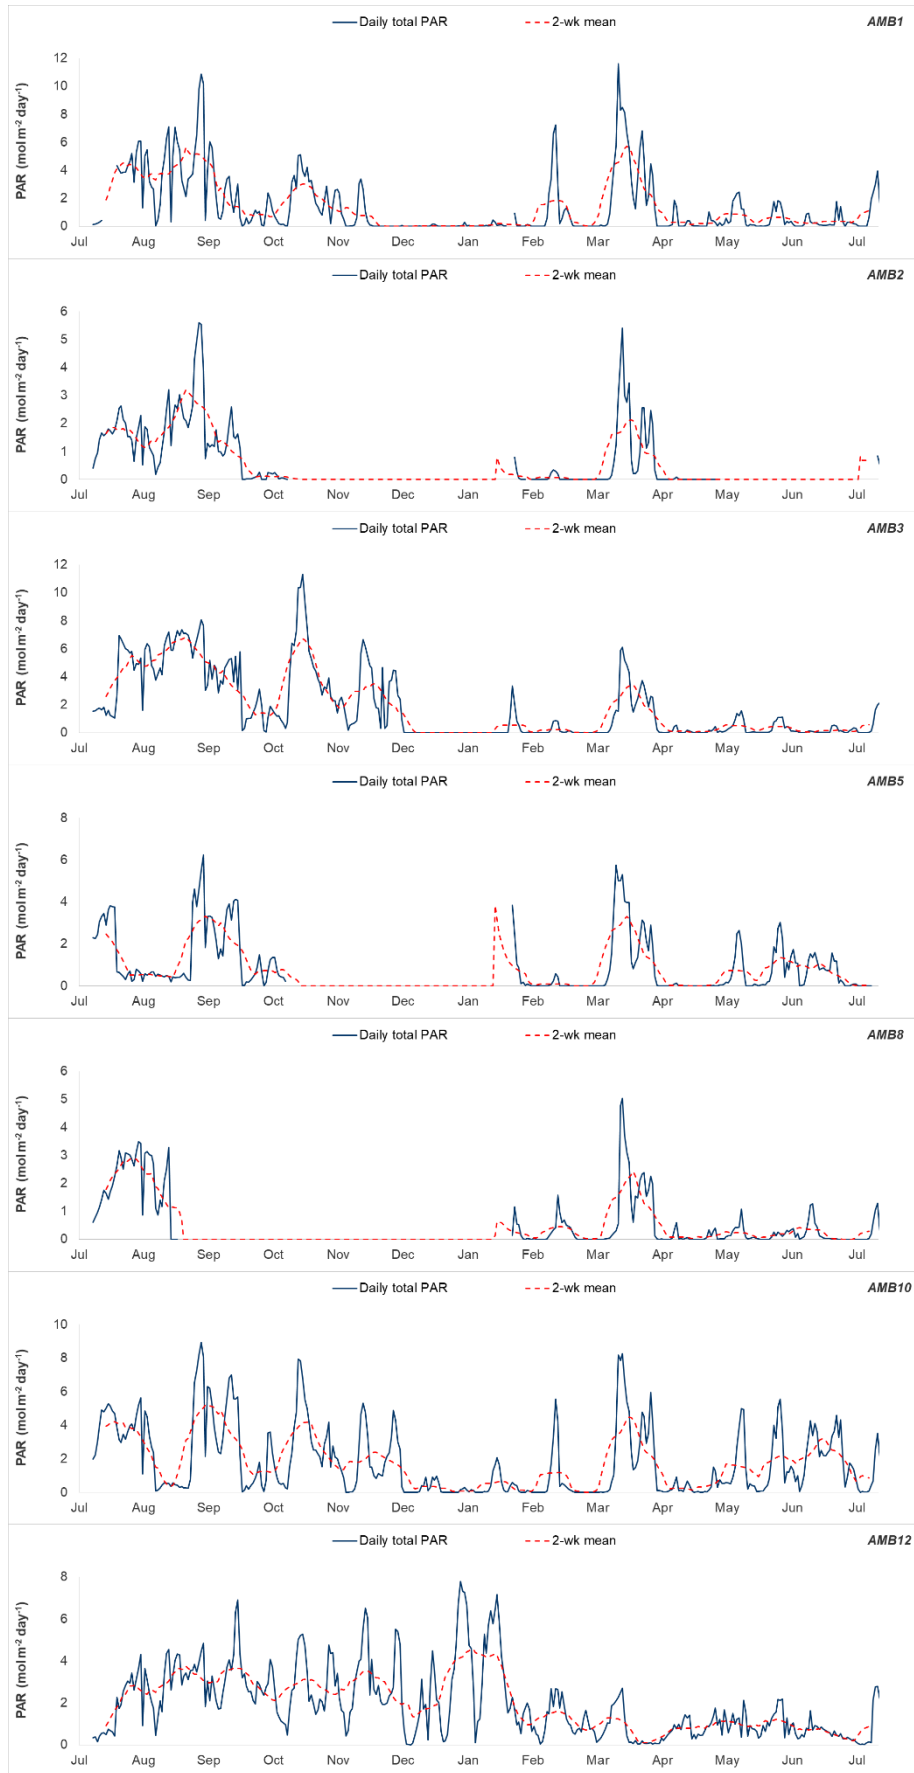 Daily total PAR 2-wk mean AMB1
PAR (mol m-2 day-1)
12
10
8
6
4
2
0
Jul Aug Sep Oct Nov Dec Jan Feb Mar Apr May Jun Jul
Daily total PAR 2-wk mean AMB2
PAR (mol m-2 day-1)
6
5
4
3
2
1
0
Jul Aug Sep Oct Nov Dec Jan Feb Mar Apr May Jun Jul
Daily total PAR 2-wk mean AMB3
PAR (mol m-2 day-1)
12
10
8
6
4
2
0
Jul Aug Sep Oct Nov Dec Jan Feb Mar Apr May Jun Jul
Daily total PAR 2-wk mean AMB5
PAR (mol m-2 day-1)
8
6
4
2
0
Jul Aug Sep Oct Nov Dec Jan Feb Mar Apr May Jun Jul
Daily total PAR 2-wk mean AMB8
PAR (mol m-2 day-1)
6
5
4
3
2
1
0
Jul Aug Sep Oct Nov Dec Jan Feb Mar Apr May Jun Jul
Daily total PAR 2-wk mean AMB10
PAR (mol m-2 day-1)
10
8
6
4
2
0
Jul Aug Sep Oct Nov Dec Jan Feb Mar Apr May Jun Jul
Daily total PAR 2-wk mean AMB12
PAR (mol m-2 day-1)
8
6
4
2
0
Jul Aug Sep Oct Nov Dec Jan Feb Mar Apr May Jun Jul